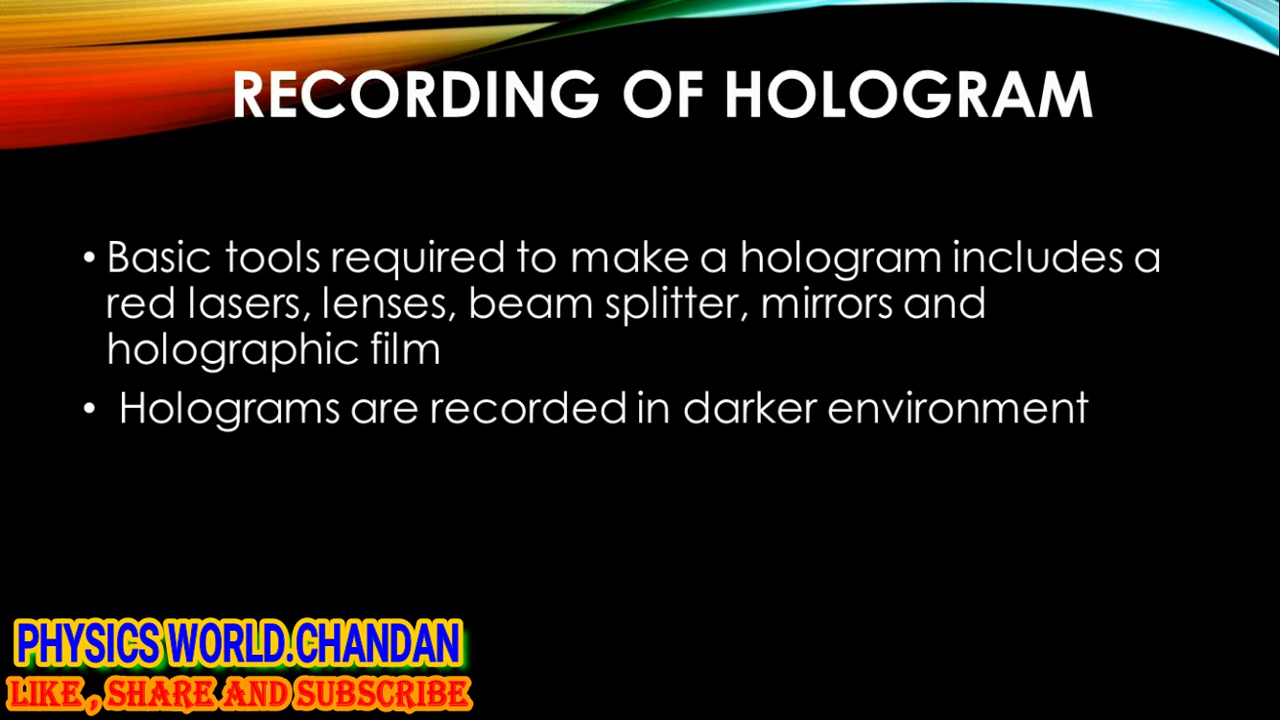 RECORDING OF HOLOGRAM
• Basic tools required to make a hologram includes a
red lasers, lenses, beam splitter, mirrors and
holographic film
• Holograms are recorded in darker environment
PHYSICS WORLD.CHANDAN
LIKE , SHARE AND SUBSCRIBE